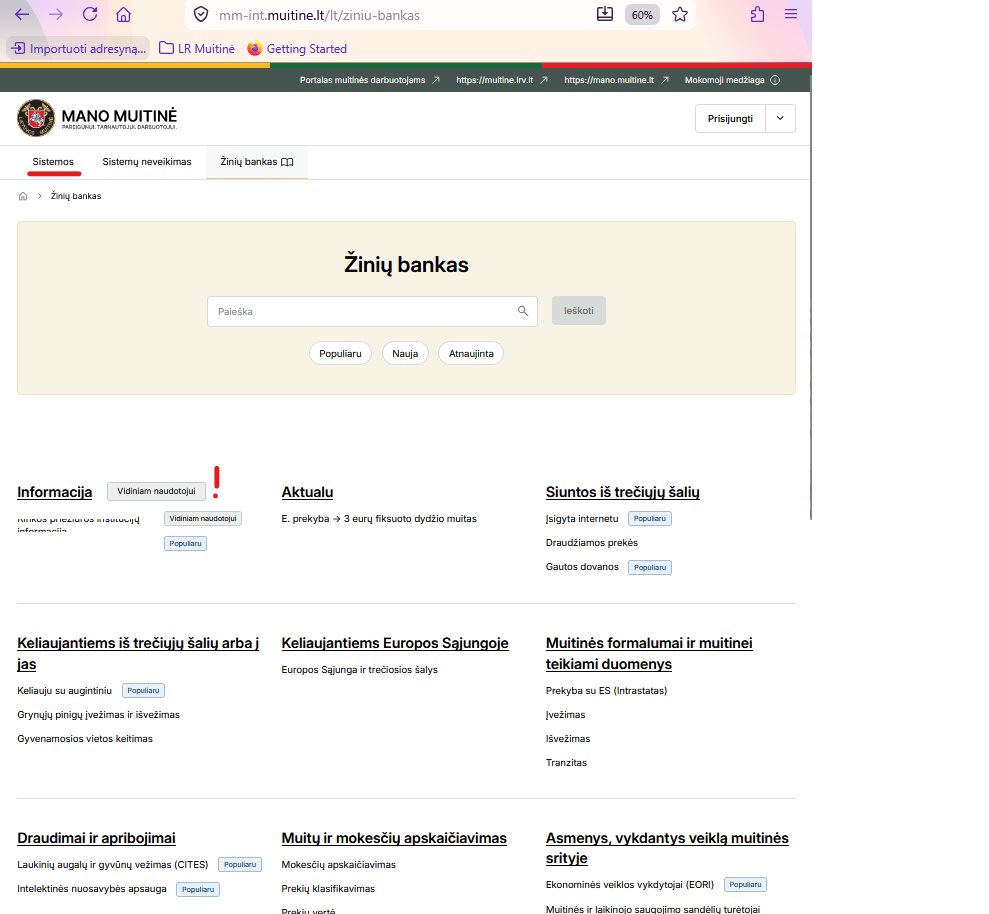 mm-int.muitine.lt/lt/ziniu-bankas
60%
Importuoti adresyną...
LR Muitinė
Getting Started
Portalas muitinės darbuotojams
https://muitine.lrv.lt
https://mano.muitine.lt
Mokomoji medžiaga
MANO MUITINĖ
PAREIGŪNUI. TARNAUTOJUI. DARBUOTOJUI.
Prisijungti
Sistemos
Sistemų neveikimas
Žinių bankas
Žinių bankas
Žinių bankas
Paieška
Ieškoti
Populiaru
Nauja
Atnaujinta
Informacija
Vidiniam naudotojui
!
Rinkos priežiūros institucijų
informacija
Vidiniam naudotojui
Populiaru
Aktualu
E. prekyba → 3 eurų fiksuoto dydžio muitas
Siuntos iš trečiųjų šalių
Įsigyta internetu
Populiaru
Draudžiamos prekės
Gautos dovanos
Populiaru
Keliaujantiems iš trečiųjų šalių arba į
jas
Keliauju su augintiniu
Populiaru
Grynųjų pinigų įvežimas ir išvežimas
Gyvenamosios vietos keitimas
Keliaujantiems Europos Sąjungoje
Europos Sąjunga ir trečiosios šalys
Muitinės formalumai ir muitinei
teikiami duomenys
Prekyba su ES (Intrastatas)
Įvežimas
Išvežimas
Tranzitas
Draudimai ir apribojimai
Laukinių augalų ir gyvūnų vežimas (CITES)
Populiaru
Intelektinės nuosavybės apsauga
Populiaru
Muitų ir mokesčių apskaičiavimas
Mokesčių apskaičiavimas
Prekių klasifikavimas
Prekių vertė
Asmenys, vykdantys veiklą muitinės
srityje
Ekonominės veiklos vykdytojai (EORI)
Populiaru
Muitinės ir laikinojo saugojimo sandėlių turėtojai